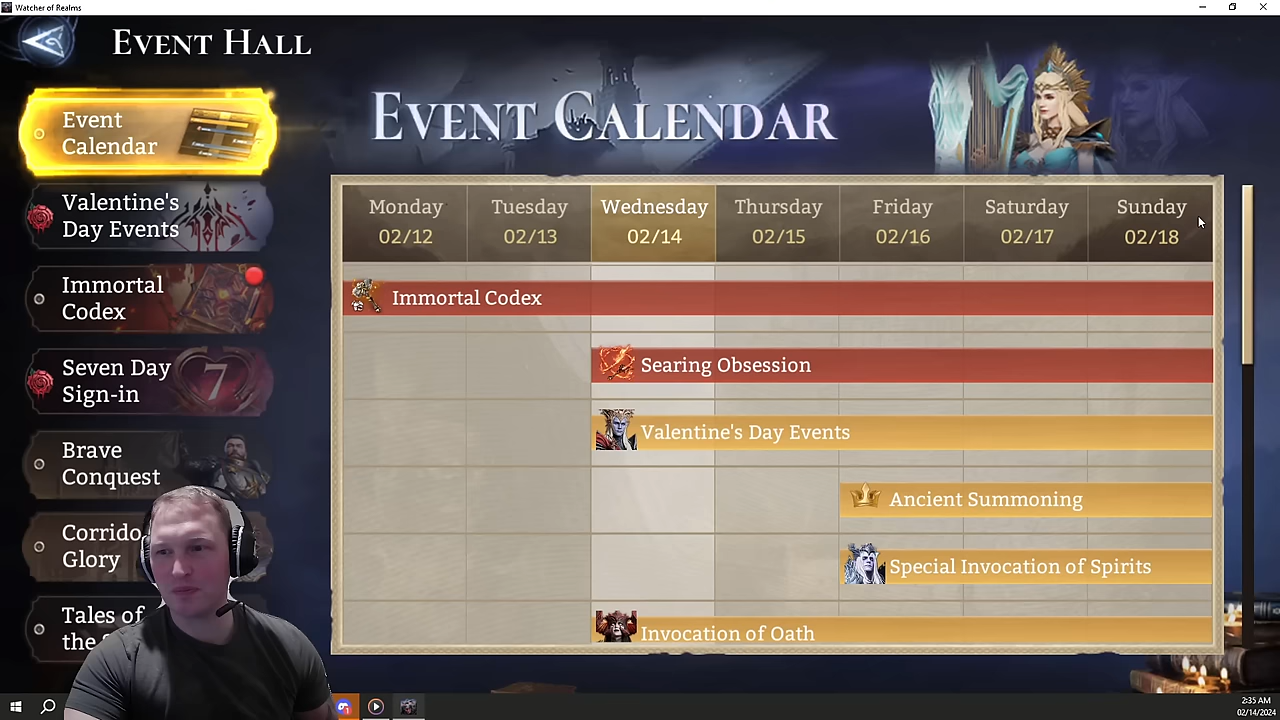 Watcher of Realms
EVENT HALL
Event
Calendar
Valentine's
Day Events
Immortal
Codex
Seven Day
Sign-in
7
Brave
Conquest
Glory
Tales of
EVENT CALENDAR
Monday Tuesday Wednesday Thursday Friday Saturday Sunday
02/12 02/13 02/14 02/15 02/16 02/17 02/18
Immortal Codex
Searing Obsession
Valentine's Day Events
Ancient Summoning
Special Invocation of Spirits
Invocation of Oath
2:35 AM
02/14/2024